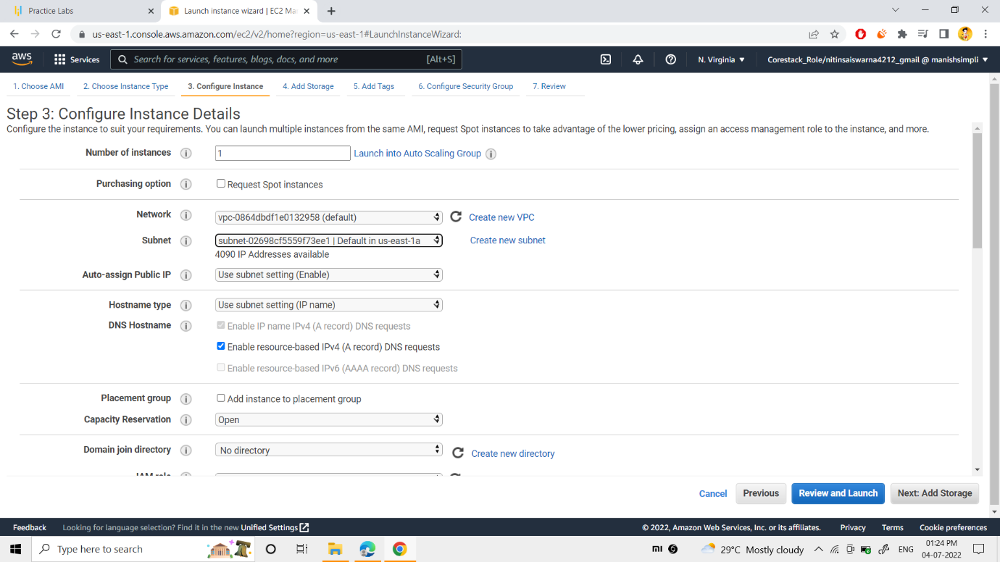 Practice Labs
Launch instance wizard | EC2 Ma
us-east-1.console.aws.amazon.com/ec2/v2/home?region=us-east-1#LaunchInstanceWizard:
aws
Services
Search for services, features, blogs, docs, and more
[Alt+S]
N. Virginia
Corestack_Role/nitinsaiswarna4212_gmail @ manishsimpli
1. Choose AMI
2. Choose Instance Type
3. Configure Instance
4. Add Storage
5. Add Tags
6. Configure Security Group
7. Review
Step 3: Configure Instance Details
Configure the instance to suit your requirements. You can launch multiple instances from the same AMI, request Spot instances to take advantage of the lower pricing, assign an access management role to the instance, and more.
Number of instances
1
Launch into Auto Scaling Group
Purchasing option
Request Spot instances
Network
vpc-0864dbdf1e0132958 (default)
Create new VPC
Subnet
subnet-02698cf5559f73ee1 | Default in us-east-1a
Create new subnet
4090 IP Addresses available
Auto-assign Public IP
Use subnet setting (Enable)
Hostname type
Use subnet setting (IP name)
DNS Hostname
Enable IP name IPv4 (A record) DNS requests
Enable resource-based IPv4 (A record) DNS requests
Enable resource-based IPv6 (AAAA record) DNS requests
Placement group
Add instance to placement group
Capacity Reservation
Open
Domain join directory
No directory
Create new directory
IAM role
Cancel
Previous
Review and Launch
Next: Add Storage
Feedback
Looking for language selection? Find it in the new Unified Settings
© 2022, Amazon Web Services, Inc. or its affiliates.
Privacy
Terms
Cookie preferences
Type here to search
29°C Mostly cloudy
ENG
01:24 PM
04-07-2022